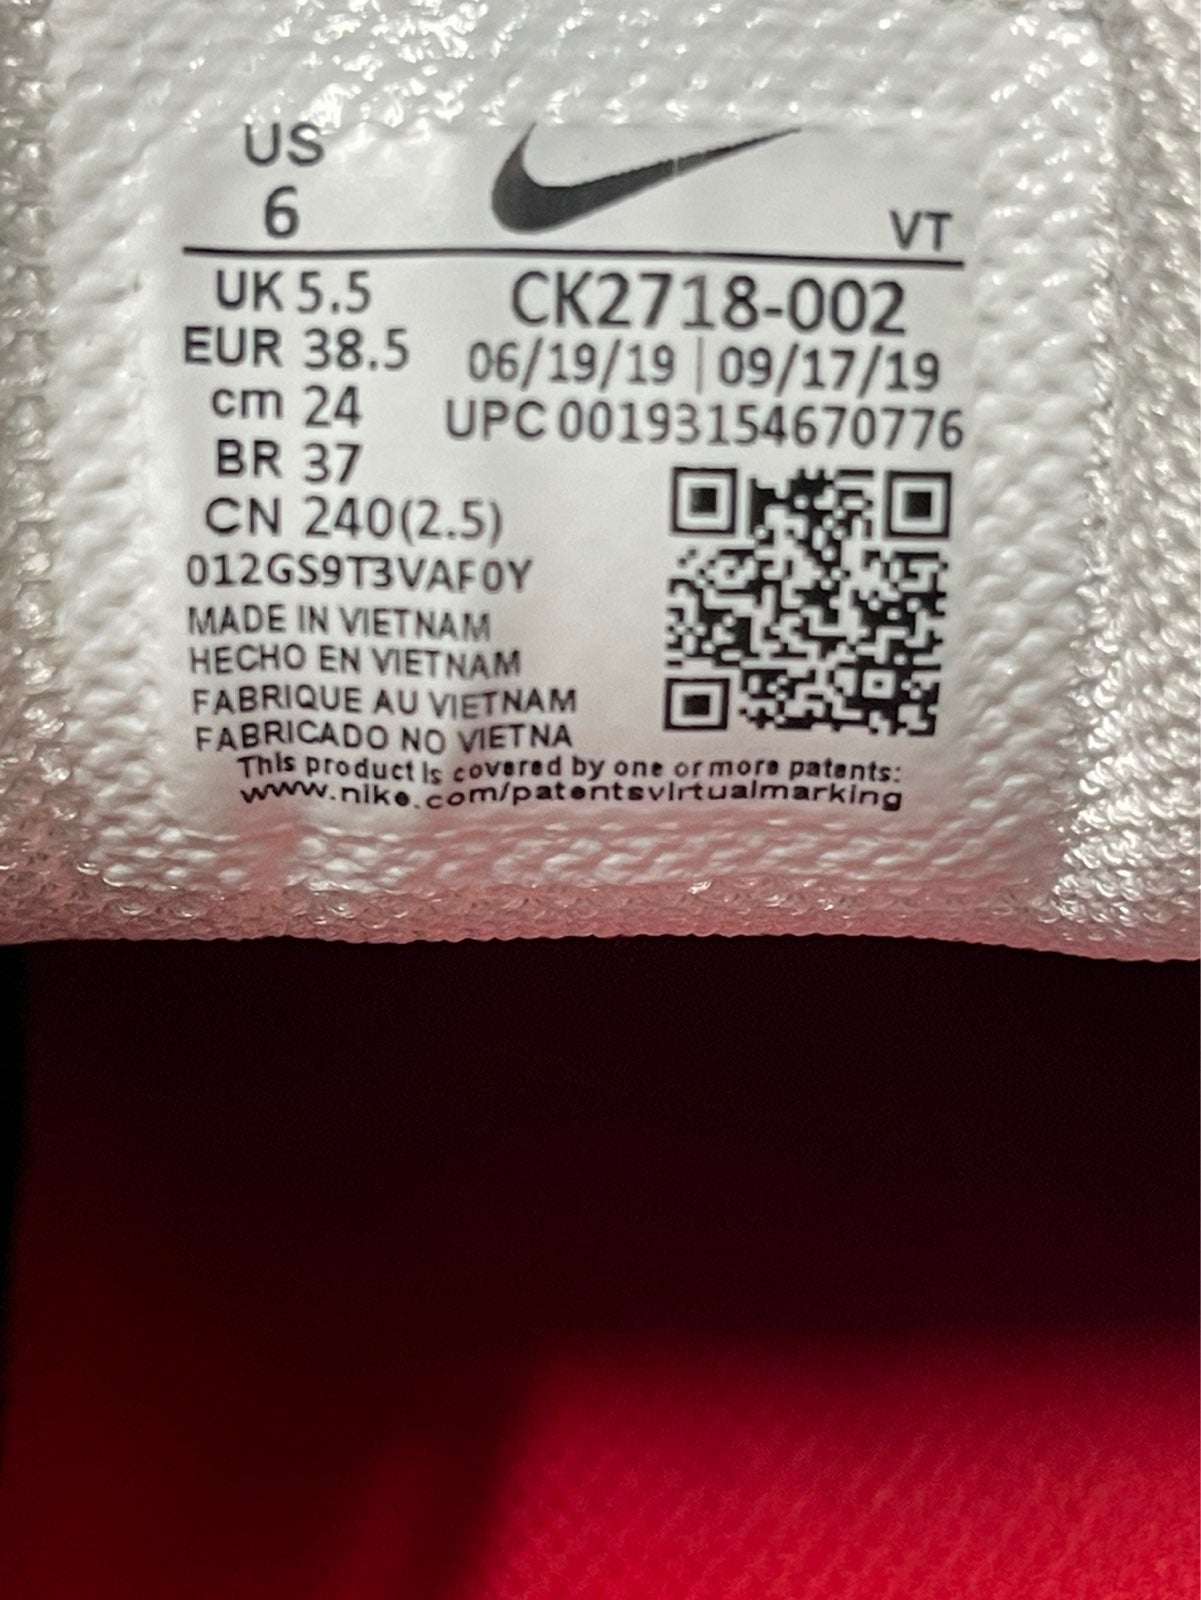 US
6
VT
UK 5.5
EUR 38.5
cm 24
BR 37
CN 240(2.5)
CK2718-002
06/19/19 | 09/17/19
UPC 00193154670776
012GS9T3VAF0Y
MADE IN VIETNAM
HECHO EN VIETNAM
FABRIQUE AU VIETNAM
FABRICADO NO VIETNA
This product is covered by one or more patents:
www.nike.com/patentsvirtualmarking